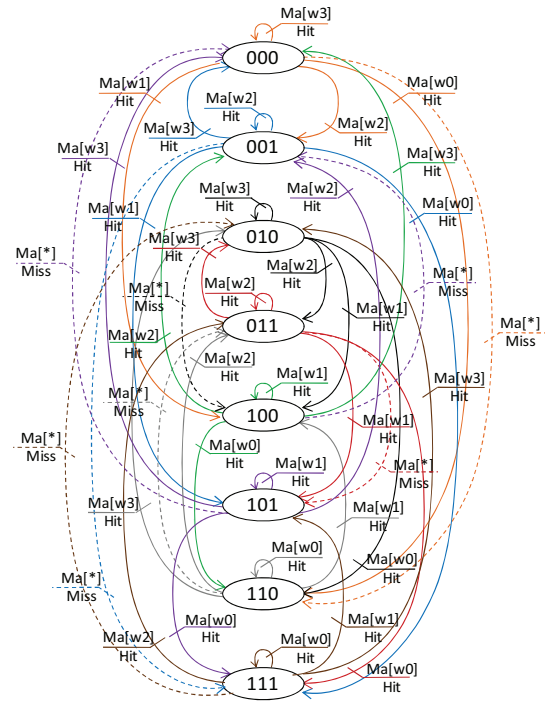 Ma[w3]
Hit
000
Ma[w1]
Hit
Ma[w0]
Hit
Ma[w2]
Hit
Ma[w3]
Hit
Ma[w2]
Hit
001
Ma[w3]
Hit
Ma[w3]
Hit
Ma[w3]
Hit
Ma[w2]
Hit
Ma[w1]
Hit
Ma[w0]
Hit
010
Ma[w3]
Hit
Ma[*]
Miss
Ma[w2]
Hit
Ma[*]
Miss
Ma[*]
Miss
Ma[w2]
Hit
Ma[w1]
Hit
011
Ma[*]
Miss
Ma[w2]
Hit
Ma[w2]
Hit
Ma[*]
Miss
Ma[w1]
Hit
Ma[w3]
Hit
100
Ma[w1]
Hit
Ma[*]
Miss
Ma[w0]
Hit
Ma[w1]
Hit
Ma[*]
Miss
101
Ma[w3]
Hit
Ma[w1]
Hit
Ma[w0]
Hit
Ma[w0]
Hit
110
Ma[*]
Miss
Ma[w2]
Hit
Ma[w0]
Hit
Ma[w1]
Hit
Ma[w0]
Hit
111
Ma[w0]
Hit